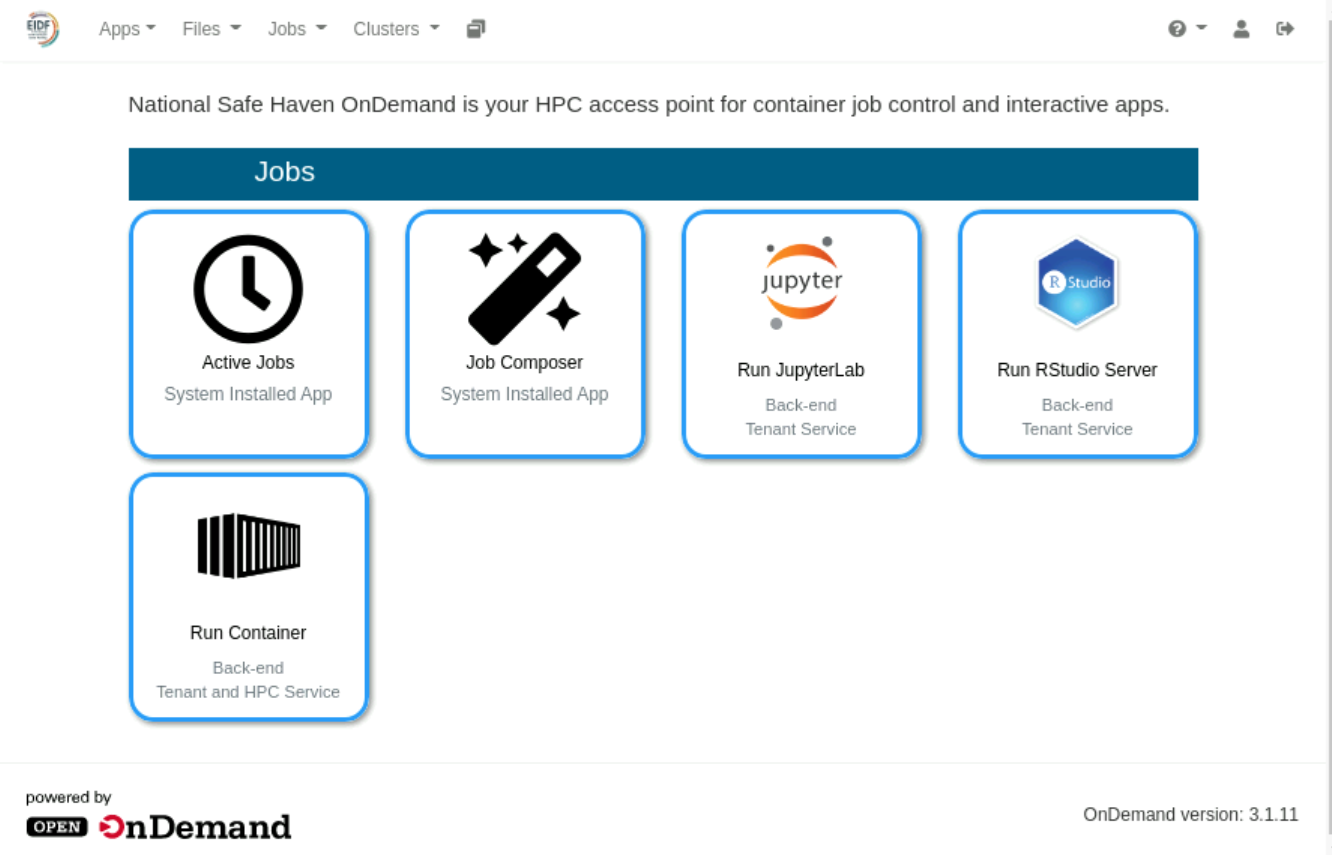 EIDF
Apps Files Jobs Clusters
National Safe Haven OnDemand is your HPC access point for container job control and interactive apps.
Jobs
Active Jobs
System Installed App
Job Composer
System Installed App
jupyter
Run JupyterLab
Back-end
Tenant Service
R Studio
Run RStudio Server
Back-end
Tenant Service
Run Container
Back-end
Tenant and HPC Service
powered by
OPEN OnDemand
OnDemand version: 3.1.11